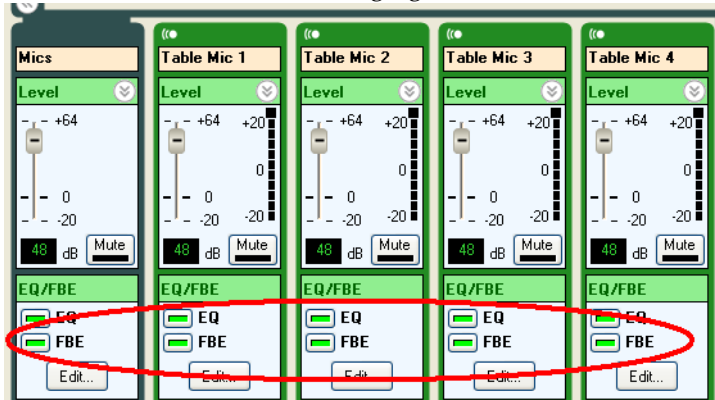 Mics
Level
+64
0
-20
48 dB Mute
EQ/FBE
EQ
FBE
Edit...
Table Mic 1
Level
+64 +20
0
0
-20 -20
48 dB Mute
EQ/FBE
EQ
FBE
Edit...
Table Mic 2
Level
+64 +20
0
0
-20 -20
48 dB Mute
EQ/FBE
EQ
FBE
Edit...
Table Mic 3
Level
+64 +20
0
0
-20 -20
48 dB Mute
EQ/FBE
EQ
FBE
Edit...
Table Mic 4
Level
+64 +20
0
0
-20 -20
48 dB Mute
EQ/FBE
EQ
FBE
Edit...